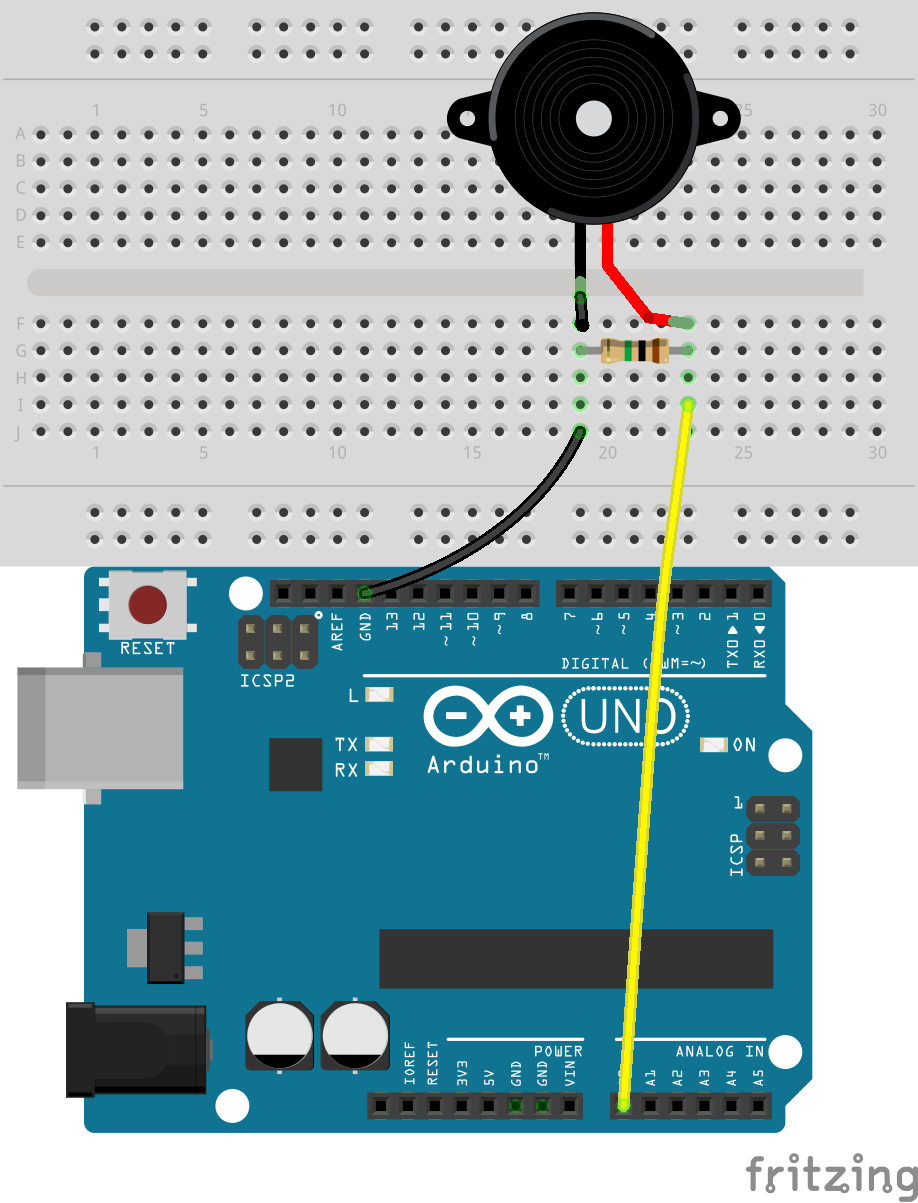 1 5 10 25 30
A
B
C
D
E
F
G
H
I
J
1 5 10 15 20 25 30
RESET
ICSP2
AREF GND 13 12 ~11 ~10 ~9 8 7 ~6 ~5 4 ~3 2 TX0▶1 RX0◀0
DIGITAL (PWM=~)
L
TX
RX
UNO
Arduino™
ON
1
ICSP
POWER
ANALOG IN
IOREF RESET 3V3 5V GND GND VIN A1 A2 A3 A4 A5
fritzing